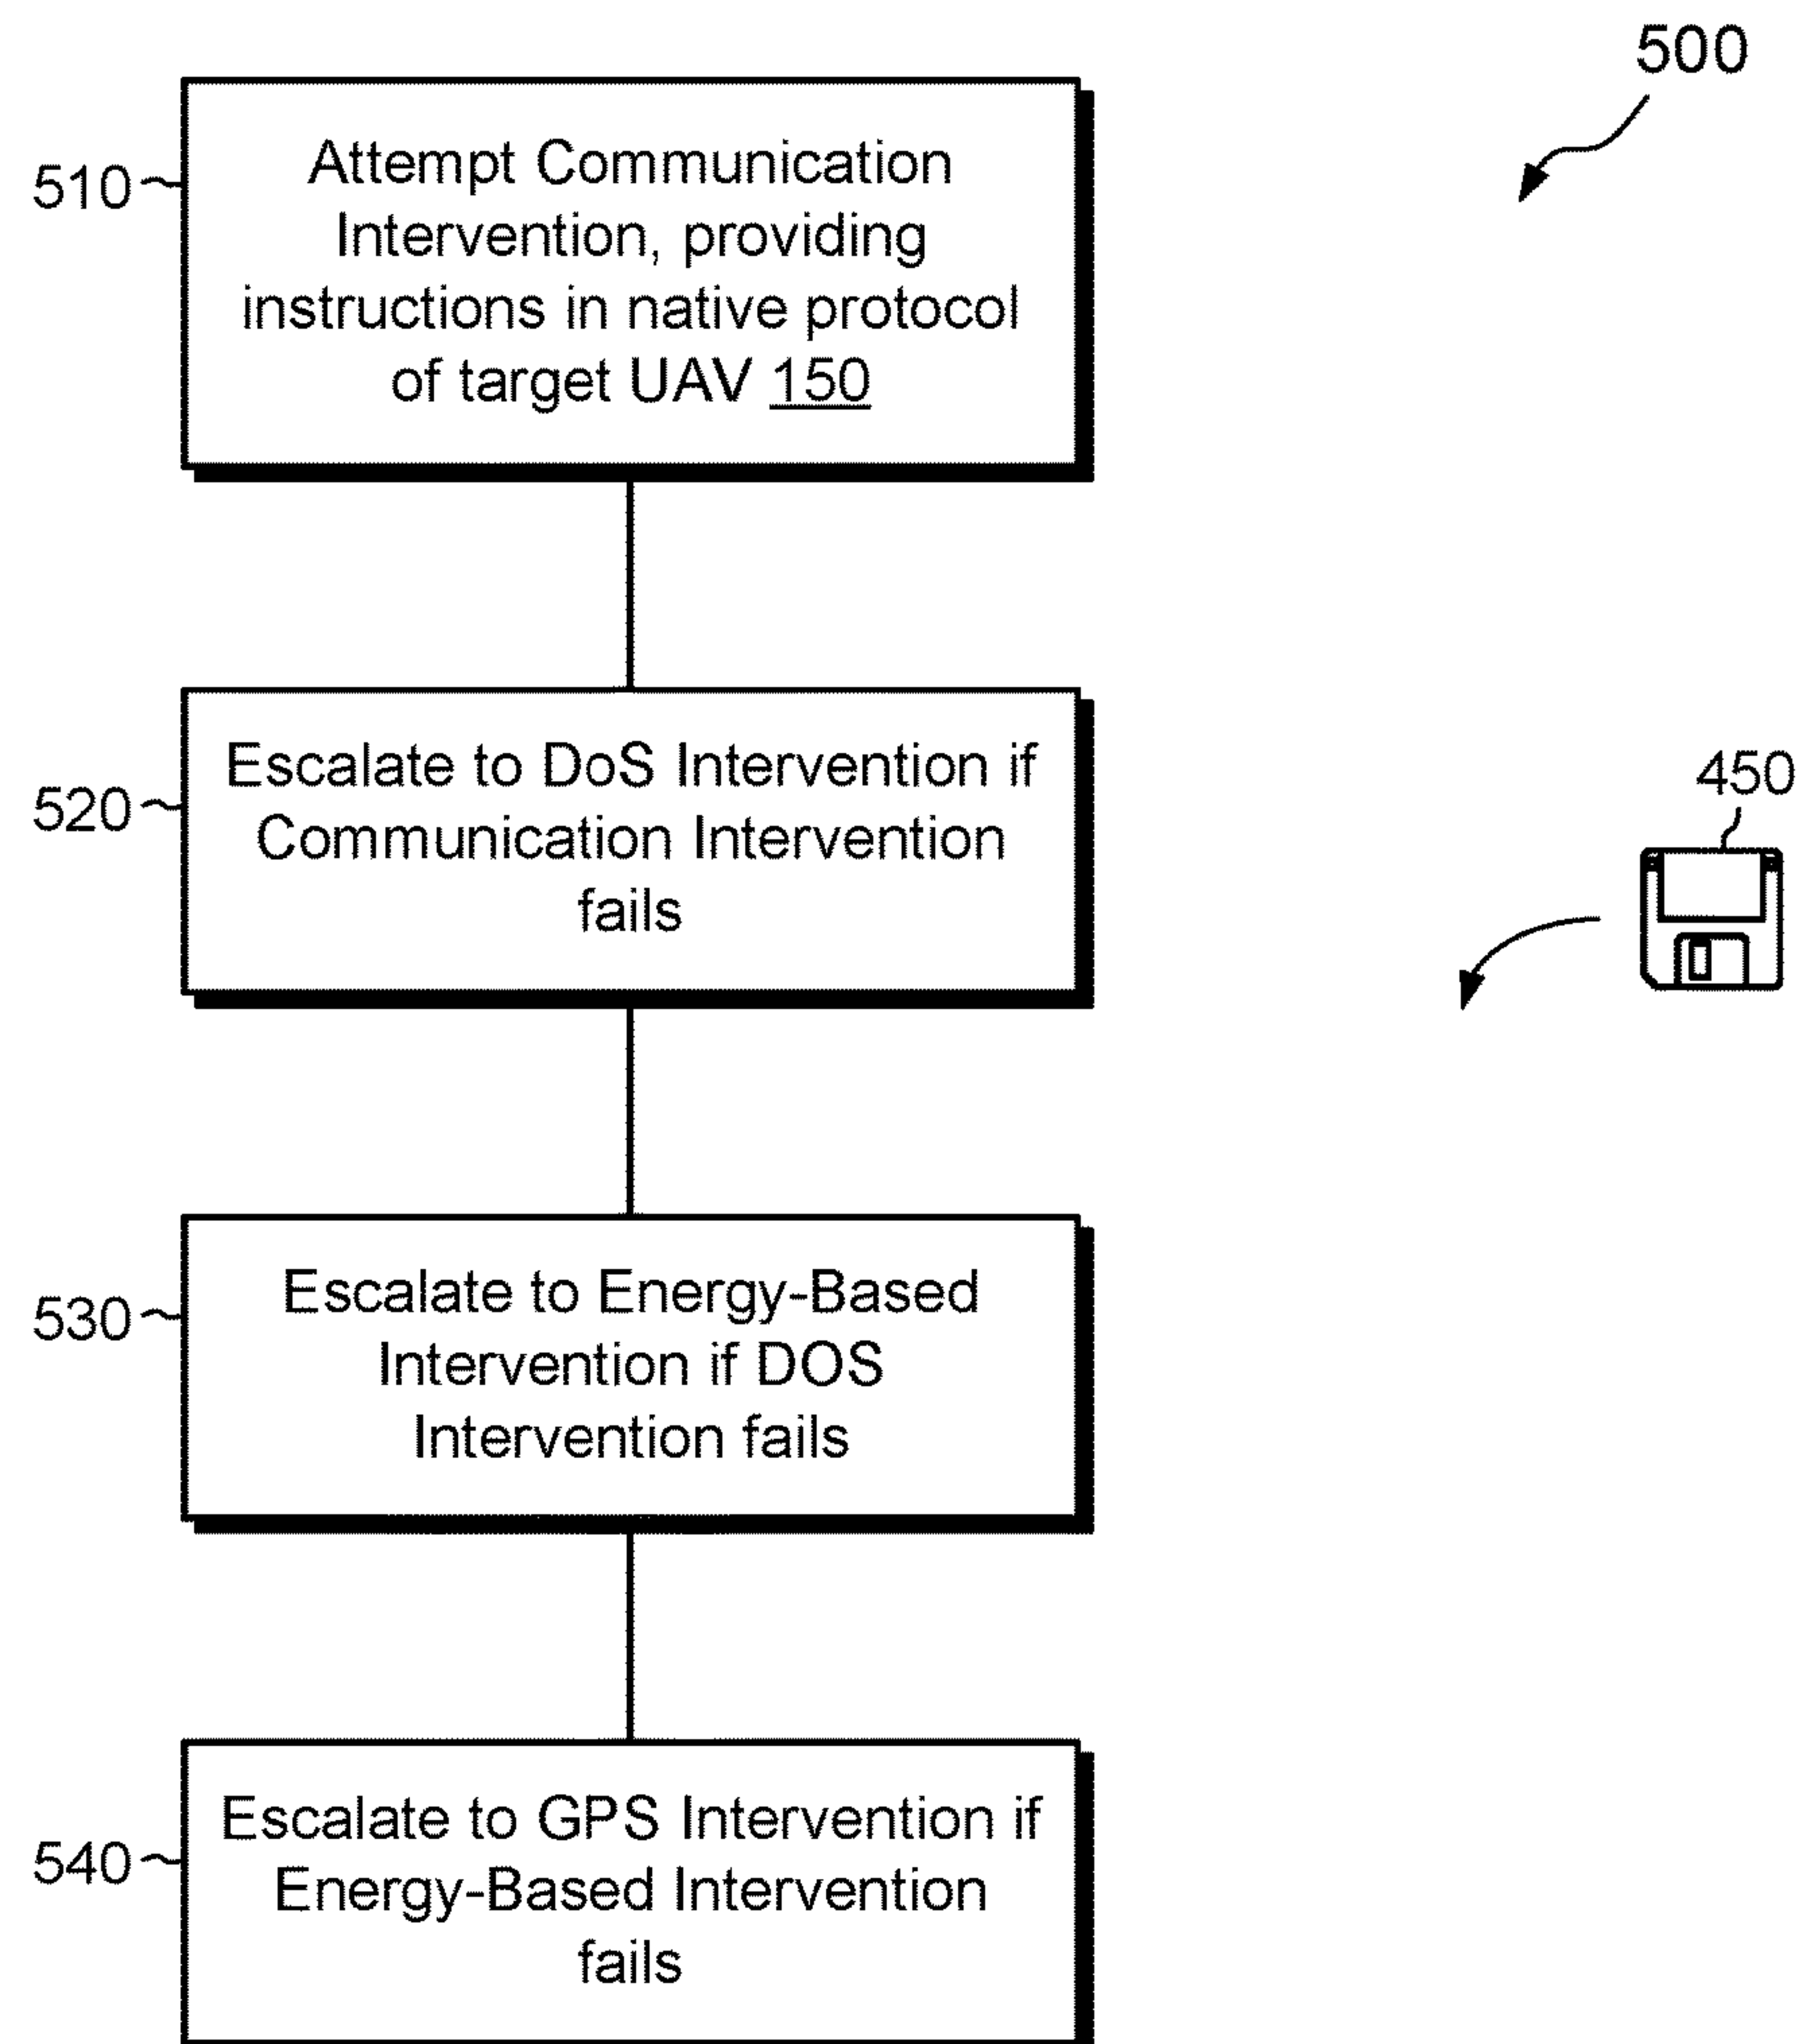 500
510
Attempt Communication
Intervention, providing
instructions in native protocol
of target UAV 150
520
Escalate to DoS Intervention if
Communication Intervention
fails
450
530
Escalate to Energy-Based
Intervention if DOS
Intervention fails
540
Escalate to GPS Intervention if
Energy-Based Intervention
fails